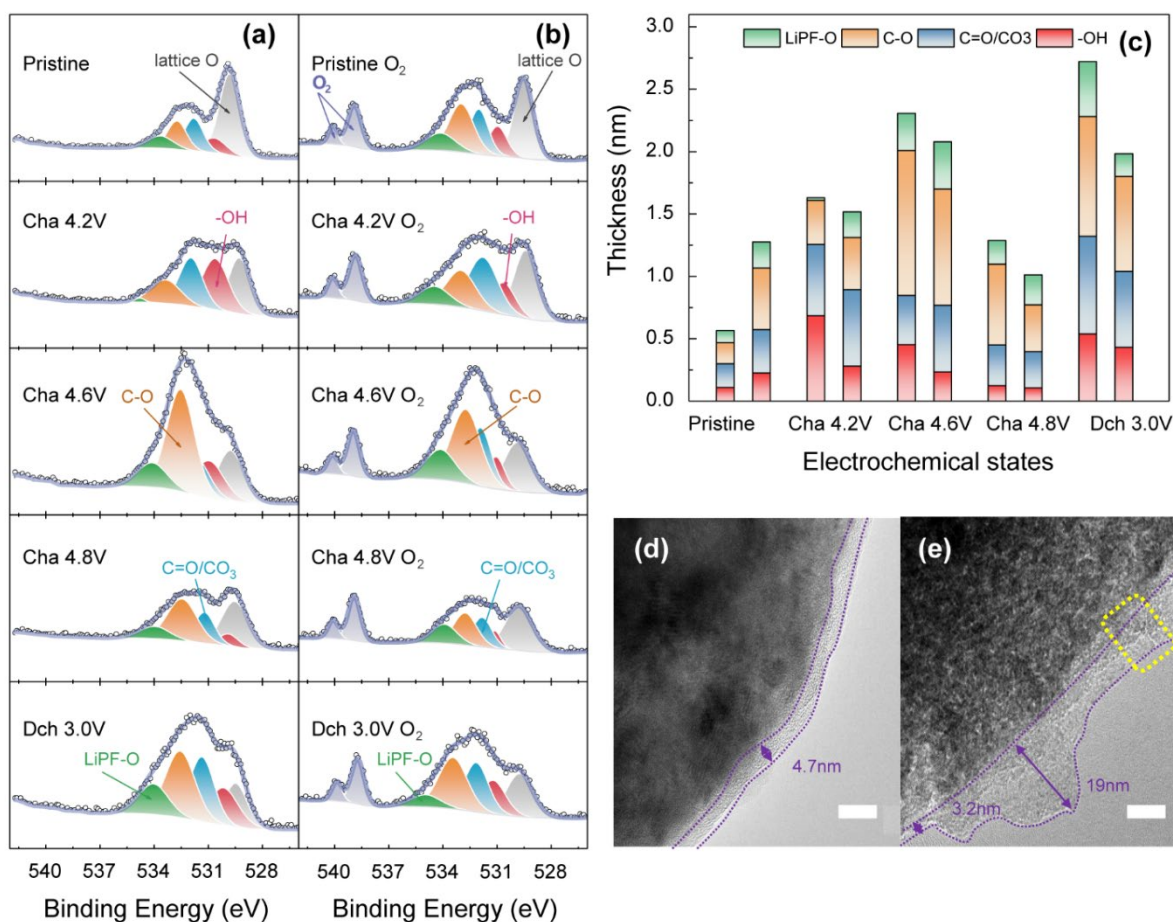 (a)
Pristine
lattice O
Cha 4.2V
-OH
Cha 4.6V
C-O
Cha 4.8V
C=O/CO3
Dch 3.0V
LiPF-O
540 537 534 531 528
Binding Energy (eV)
(b)
Pristine O2
lattice O
O2
Cha 4.2V O2
-OH
Cha 4.6V O2
C-O
Cha 4.8V O2
C=O/CO3
Dch 3.0V O2
LiPF-O
540 537 534 531 528
Binding Energy (eV)
(c)
LiPF-O C-O C=O/CO3 -OH
3.0
2.5
2.0
1.5
1.0
0.5
0.0
Thickness (nm)
Pristine Cha 4.2V Cha 4.6V Cha 4.8V Dch 3.0V
Electrochemical states
(d)
4.7nm
(e)
19nm
3.2nm